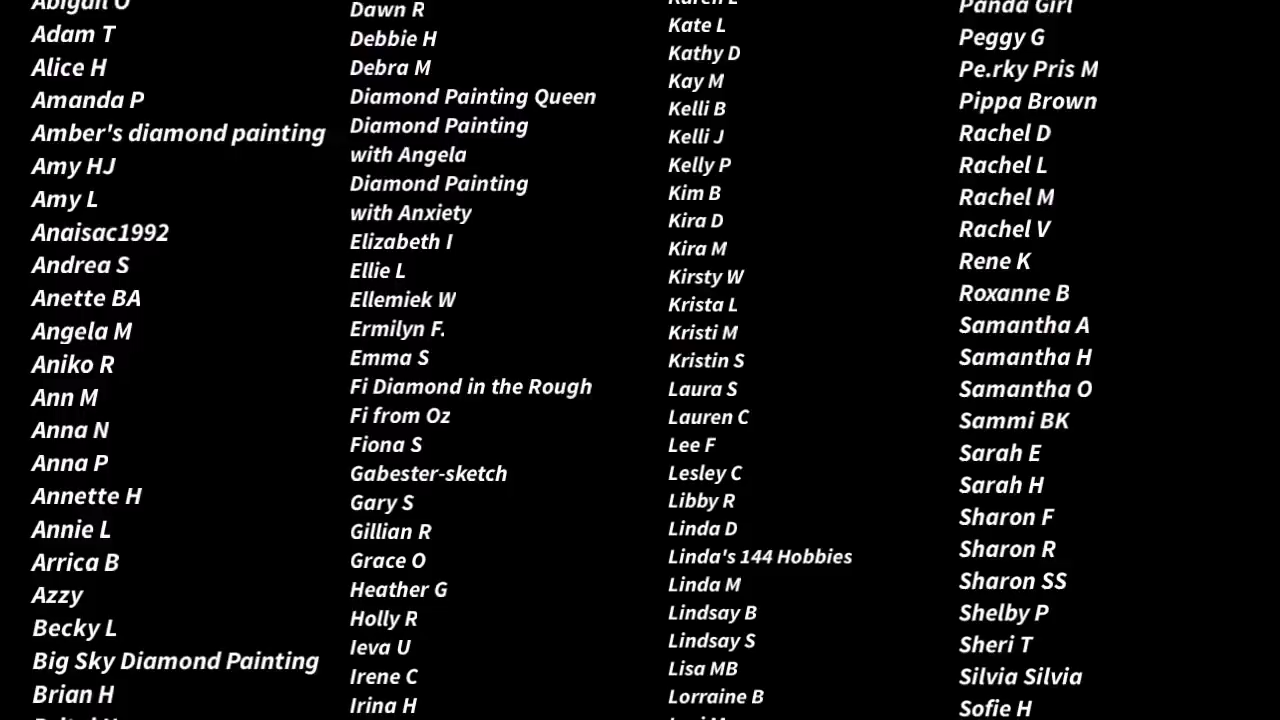 Abigail O
Adam T
Alice H
Amanda P
Amber's diamond painting
Amy HJ
Amy L
Anaisac1992
Andrea S
Anette BA
Angela M
Aniko R
Ann M
Anna N
Anna P
Annette H
Annie L
Arrica B
Azzy
Becky L
Big Sky Diamond Painting
Brian H
Dawn R
Debbie H
Debra M
Diamond Painting Queen
Diamond Painting
with Angela
Diamond Painting
with Anxiety
Elizabeth I
Ellie L
Ellemiek W
Ermilyn F.
Emma S
Fi Diamond in the Rough
Fi from Oz
Fiona S
Gabester-sketch
Gary S
Gillian R
Grace O
Heather G
Holly R
Ieva U
Irene C
Irina H
Kate L
Kathy D
Kay M
Kelli B
Kelli J
Kelly P
Kim B
Kira D
Kira M
Kirsty W
Krista L
Kristi M
Kristin S
Laura S
Lauren C
Lee F
Lesley C
Libby R
Linda D
Linda's 144 Hobbies
Linda M
Lindsay B
Lindsay S
Lisa MB
Lorraine B
Panda Girl
Peggy G
Pe.rky Pris M
Pippa Brown
Rachel D
Rachel L
Rachel M
Rachel V
Rene K
Roxanne B
Samantha A
Samantha H
Samantha O
Sammi BK
Sarah E
Sarah H
Sharon F
Sharon R
Sharon SS
Shelby P
Sheri T
Silvia Silvia
Sofie H